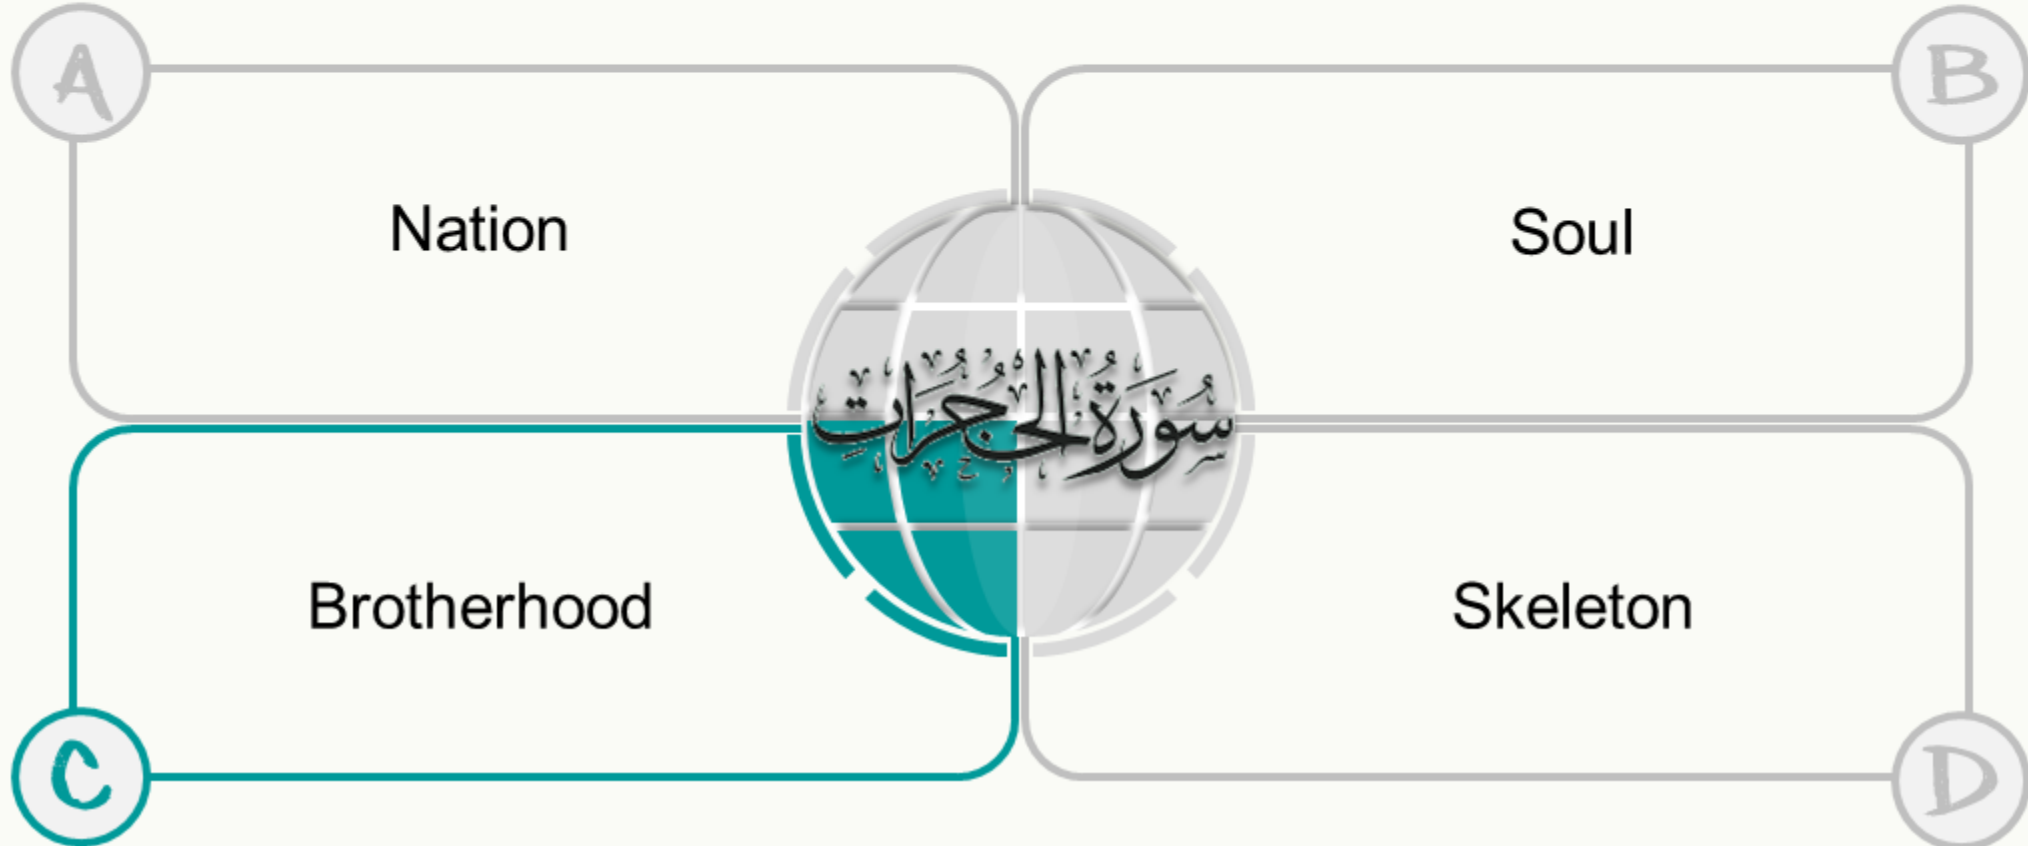 A
B
Nation
Soul
سُورَةُ الحُجُرَاتِ
Brotherhood
Skeleton
C
D